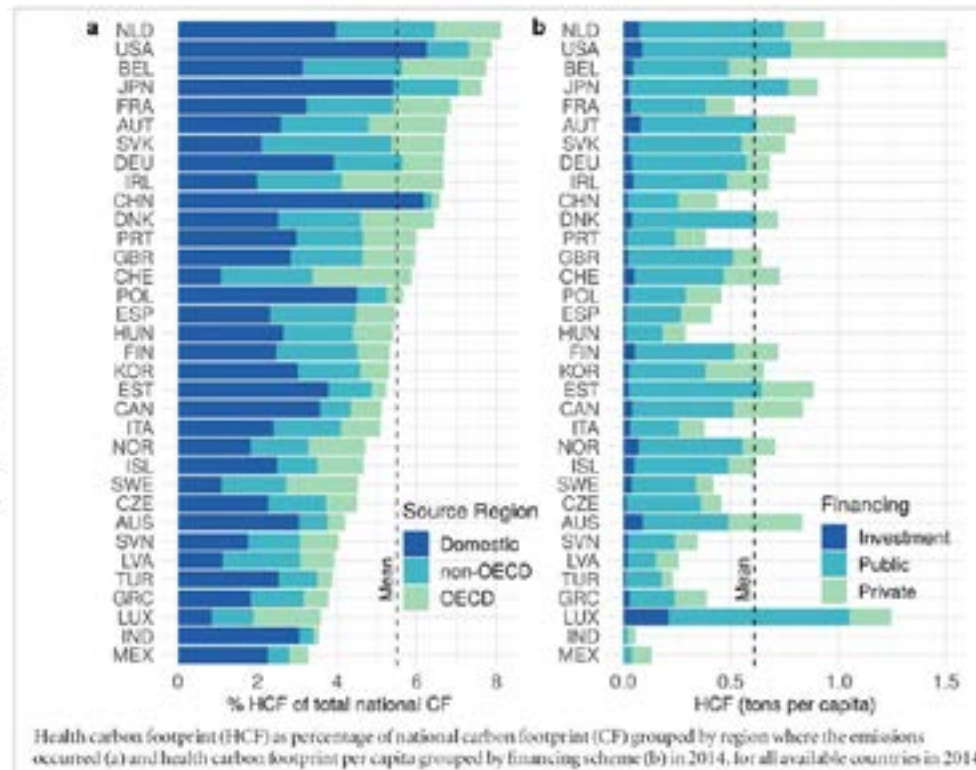 a
NLD
USA
BEL
JPN
FRA
AUT
SVK
DEU
IRL
CHN
DNK
PRT
GBR
CHE
POL
ESP
HUN
FIN
KOR
EST
CAN
ITA
NOR
ISL
SWE
CZE
AUS
SVN
LVA
TUR
GRC
LUX
IND
MEX
Source Region
Domestic
non-OECD
OECD
Mean
0 2 4 6 8
% HCF of total national CF
b
NLD
USA
BEL
JPN
FRA
AUT
SVK
DEU
IRL
CHN
DNK
PRT
GBR
CHE
POL
ESP
HUN
FIN
KOR
EST
CAN
ITA
NOR
ISL
SWE
CZE
AUS
SVN
LVA
TUR
GRC
LUX
IND
MEX
Financing
Investment
Public
Private
Mean
0.0 0.5 1.0 1.5
HCF (tons per capita)
Health carbon footprint (HCF) as percentage of national carbon footprint (CF) grouped by region where the emissions
occurred (a) and health carbon footprint per capita grouped by financing scheme (b) in 2014, for all available countries in 2014